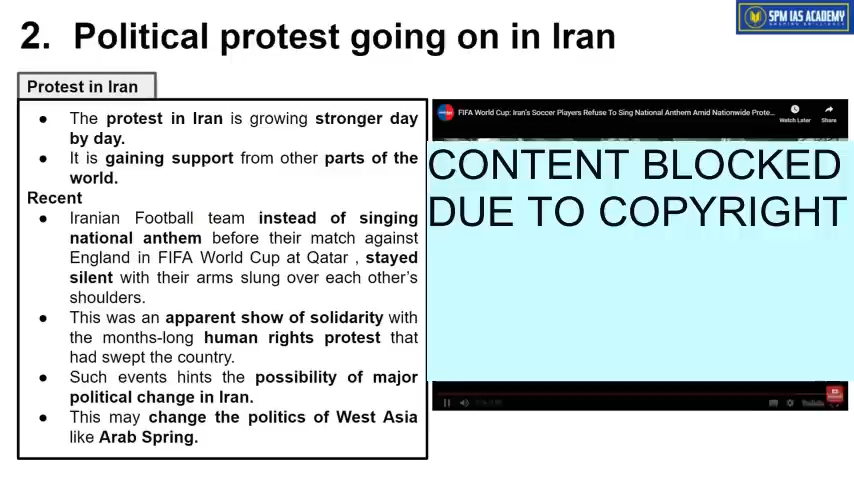 SPM IAS ACADEMY
2. Political protest going on in Iran
Protest in Iran
● The protest in Iran is growing stronger day
by day.
● It is gaining support from other parts of the
world.
Recent
● Iranian Football team instead of singing
national anthem before their match against
England in FIFA World Cup at Qatar , stayed
silent with their arms slung over each other's
shoulders.
● This was an apparent show of solidarity with
the months-long human rights protest that
had swept the country.
● Such events hints the possibility of major
political change in Iran.
● This may change the politics of West Asia
like Arab Spring.
FIFA World Cup: Iran's Soccer Players Refuse To Sing National Anthem Amid Nationwide Prote...
Watch Later
Share
CONTENT BLOCKED
DUE TO COPYRIGHT